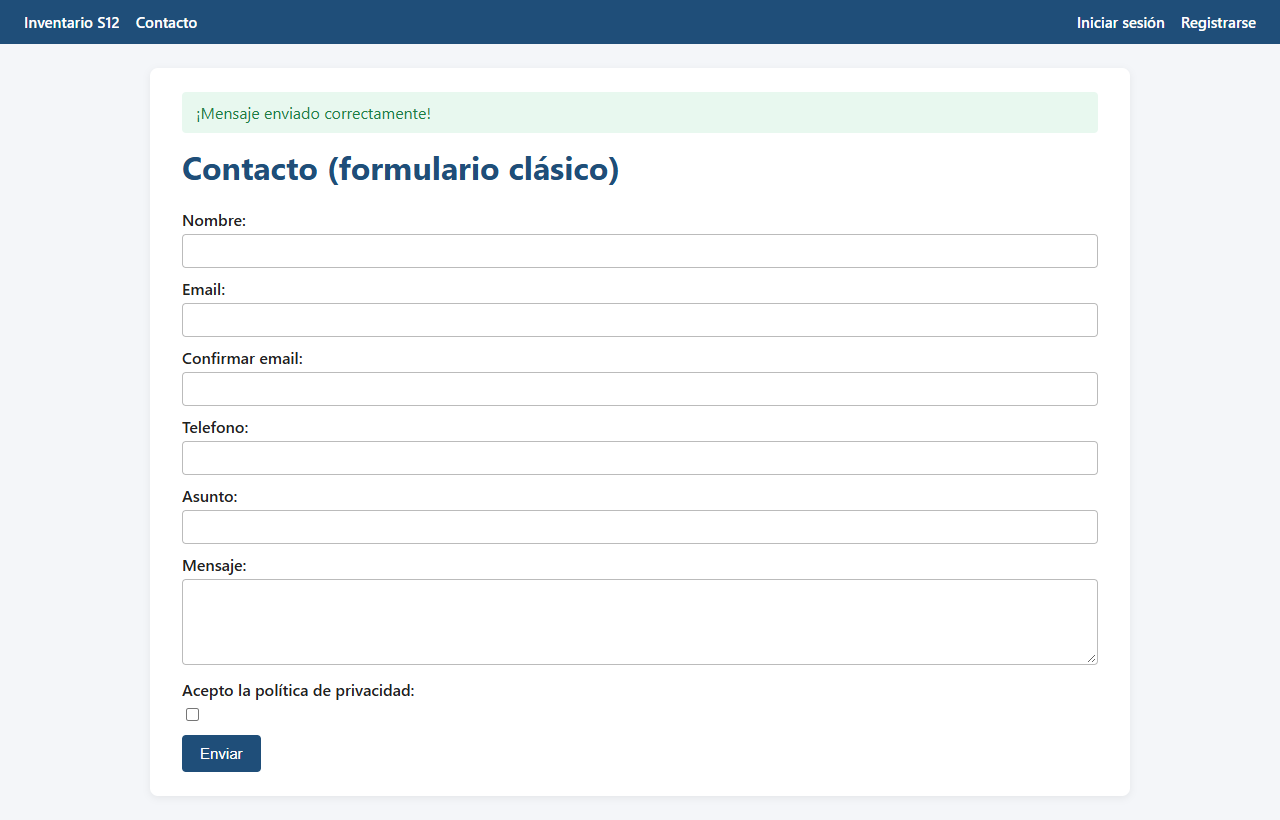 Inventario S12 Contacto Iniciar sesión Registrarse
¡Mensaje enviado correctamente!
Contacto (formulario clásico)
Nombre:
Email:
Confirmar email:
Telefono:
Asunto:
Mensaje:
Acepto la política de privacidad:
Enviar